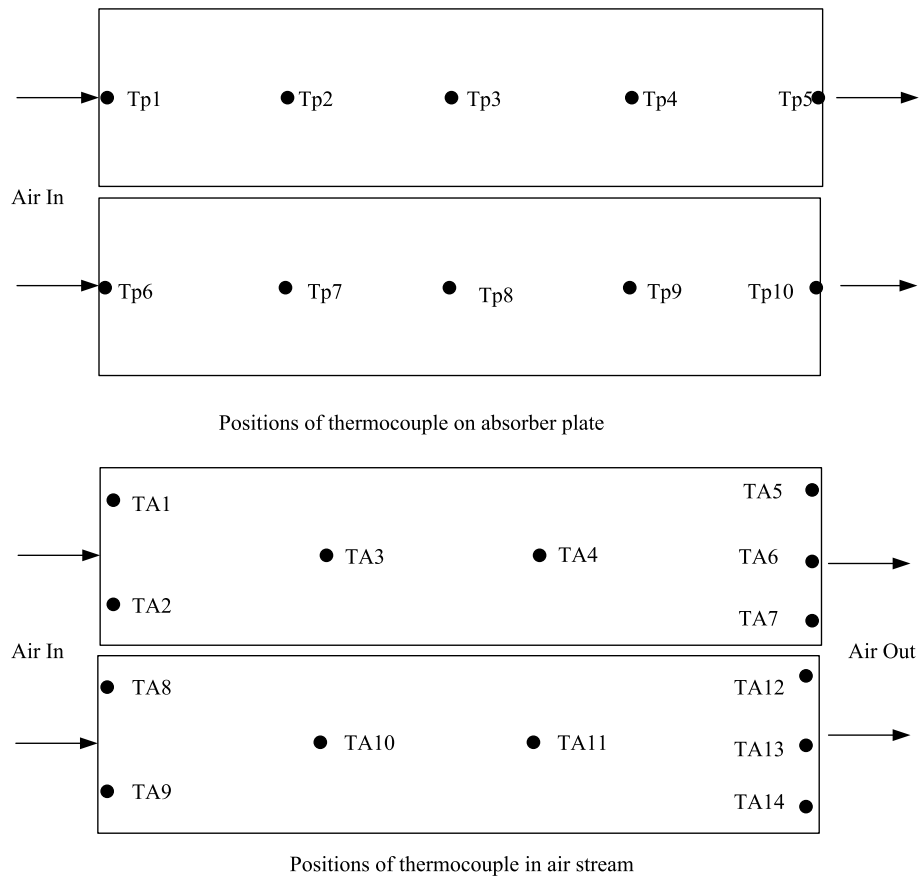 Tp1 Tp2 Tp3 Tp4 Tp5
Air In
Tp6 Tp7 Tp8 Tp9 Tp10
Positions of thermocouple on absorber plate
TA1 TA5
TA3 TA4 TA6
TA2 TA7
Air In Air Out
TA8 TA12
TA10 TA11 TA13
TA9 TA14
Positions of thermocouple in air stream